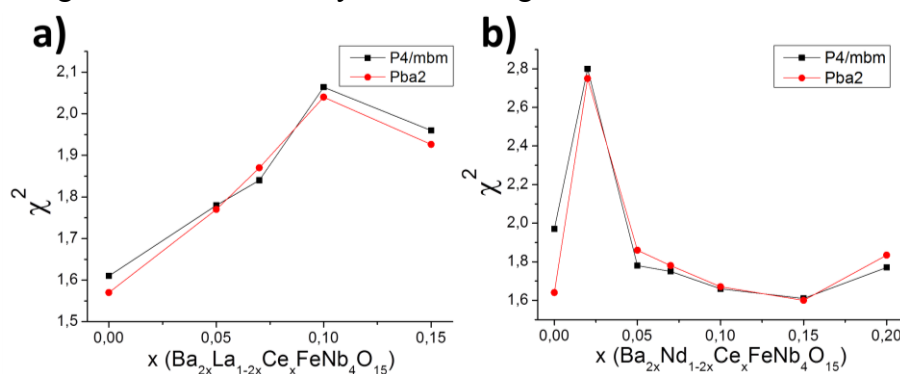 a)
P4/mbm
Pba2
2,1
2,0
1,9
1,8
1,7
1,6
1,5
χ²
0,00 0,05 0,10 0,15
x (Ba₂ₓLa₁₋₂ₓCeₓFeNb₄O₁₅)
b)
P4/mbm
Pba2
2,8
2,6
2,4
2,2
2,0
1,8
1,6
χ²
0,00 0,05 0,10 0,15 0,20
x (Ba₂ₓNd₁₋₂ₓCeₓFeNb₄O₁₅)